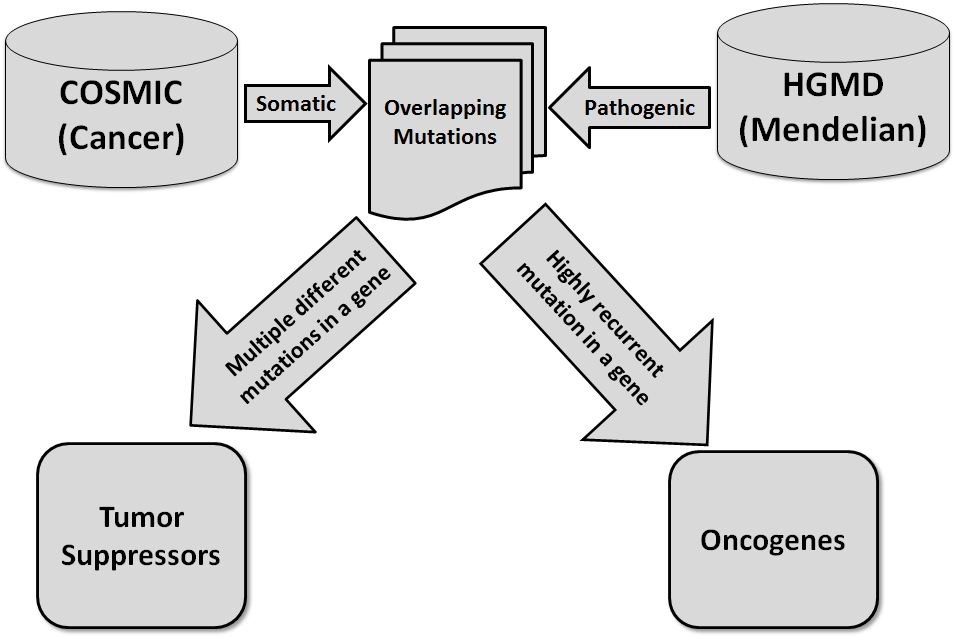 COSMIC
(Cancer)
Somatic
Overlapping
Mutations
Pathogenic
HGMD
(Mendelian)
Multiple different
mutations in a gene
Highly recurrent
mutation in a gene
Tumor
Suppressors
Oncogenes